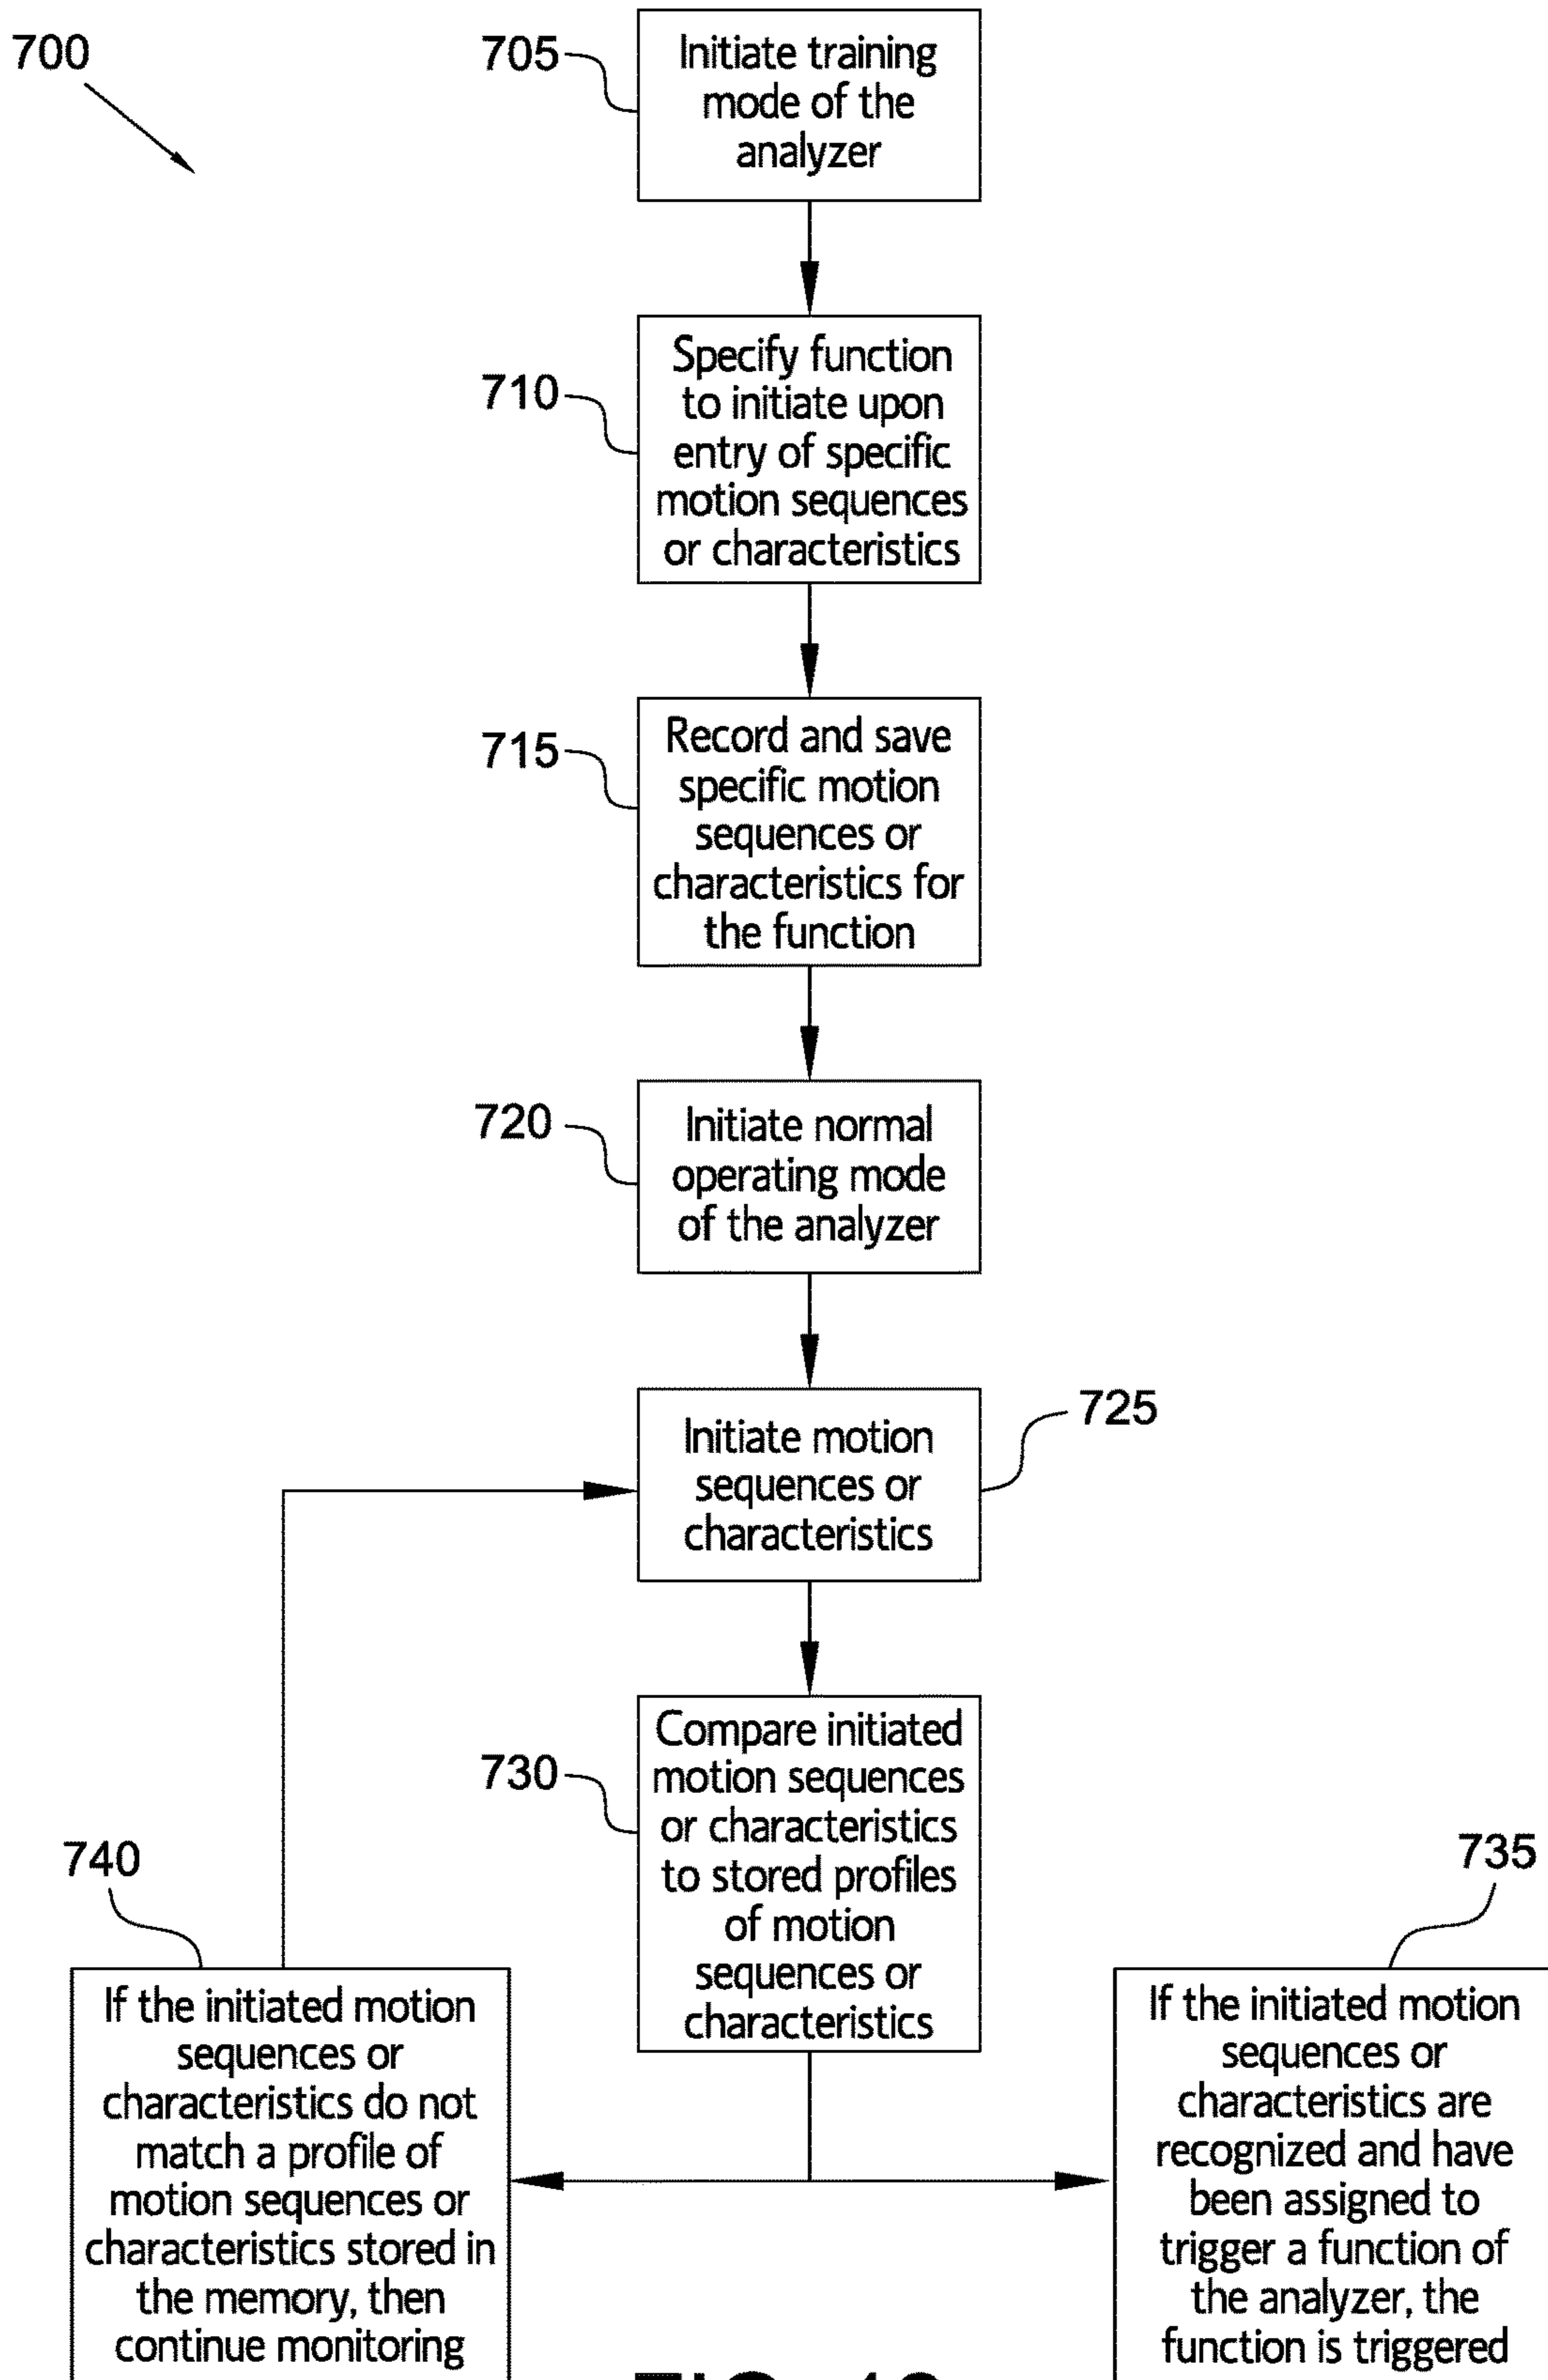 700
705
Initiate training
mode of the
analyzer
710
Specify function
to initiate upon
entry of specific
motion sequences
or characteristics
715
Record and save
specific motion
sequences or
characteristics for
the function
720
Initiate normal
operating mode
of the analyzer
725
Initiate motion
sequences or
characteristics
730
Compare initiated
motion sequences
or characteristics
to stored profiles
of motion
sequences or
characteristics
740
If the initiated motion
sequences or
characteristics do not
match a profile of
motion sequences or
characteristics stored in
the memory, then
continue monitoring
735
If the initiated motion
sequences or
characteristics are
recognized and have
been assigned to
trigger a function of
the analyzer, the
function is triggered